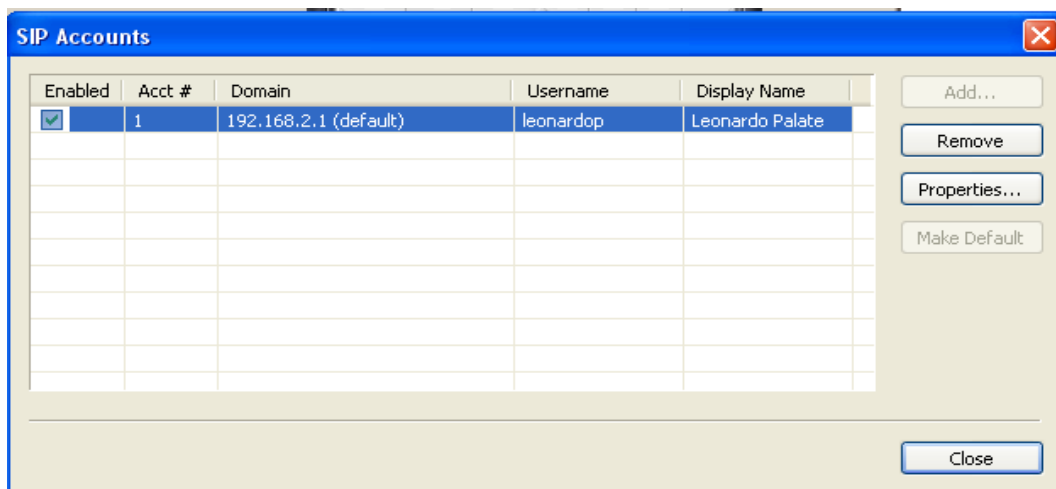 SIP Accounts
Enabled Acct # Domain Username Display Name
1 192.168.2.1 (default) leonardop Leonardo Palate
Add...
Remove
Properties...
Make Default
Close